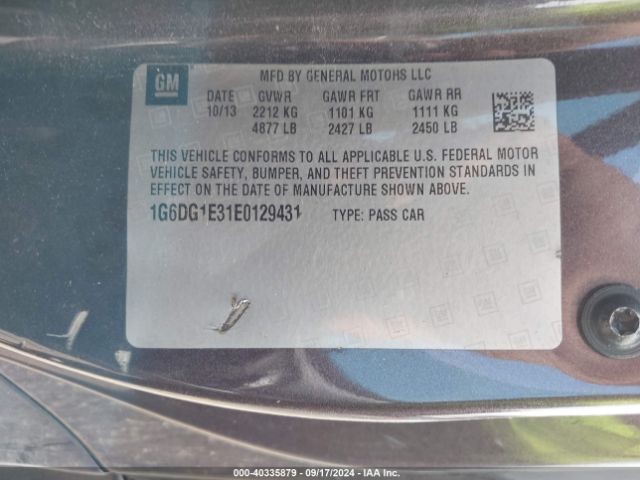 GM
MFD BY GENERAL MOTORS LLC
DATE GVWR GAWR FRT GAWR RR
10/13 2212 KG 1101 KG 1111 KG
4877 LB 2427 LB 2450 LB
THIS VEHICLE CONFORMS TO ALL APPLICABLE U.S. FEDERAL MOTOR
VEHICLE SAFETY, BUMPER, AND THEFT PREVENTION STANDARDS IN
EFFECT ON THE DATE OF MANUFACTURE SHOWN ABOVE.
1G6DG1E31E0129431 TYPE: PASS CAR
000-40335879 - 09/17/2024 - IAA Inc.